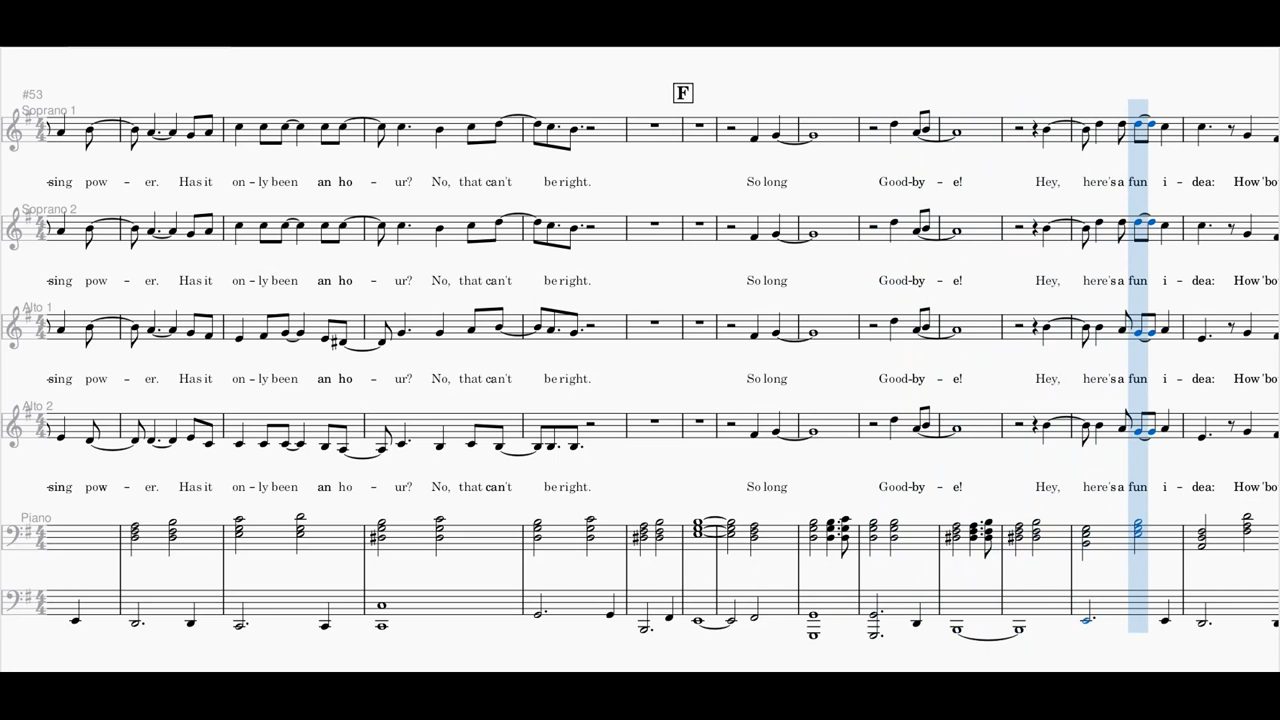 F
#53
Soprano 1
sing pow – er. Has it on – ly been an ho – ur? No, that can't be right. So long Good-by – e! Hey, here's a fun i – dea: How 'bo
Soprano 2
sing pow – er. Has it on – ly been an ho – ur? No, that can't be right. So long Good-by – e! Hey, here's a fun i – dea: How 'bo
Alto 1
sing pow – er. Has it on – ly been an ho – ur? No, that can't be right. So long Good-by – e! Hey, here's a fun i – dea: How 'bo
Alto 2
sing pow – er. Has it on – ly been an ho – ur? No, that can't be right. So long Good-by – e! Hey, here's a fun i – dea: How 'bo
Piano